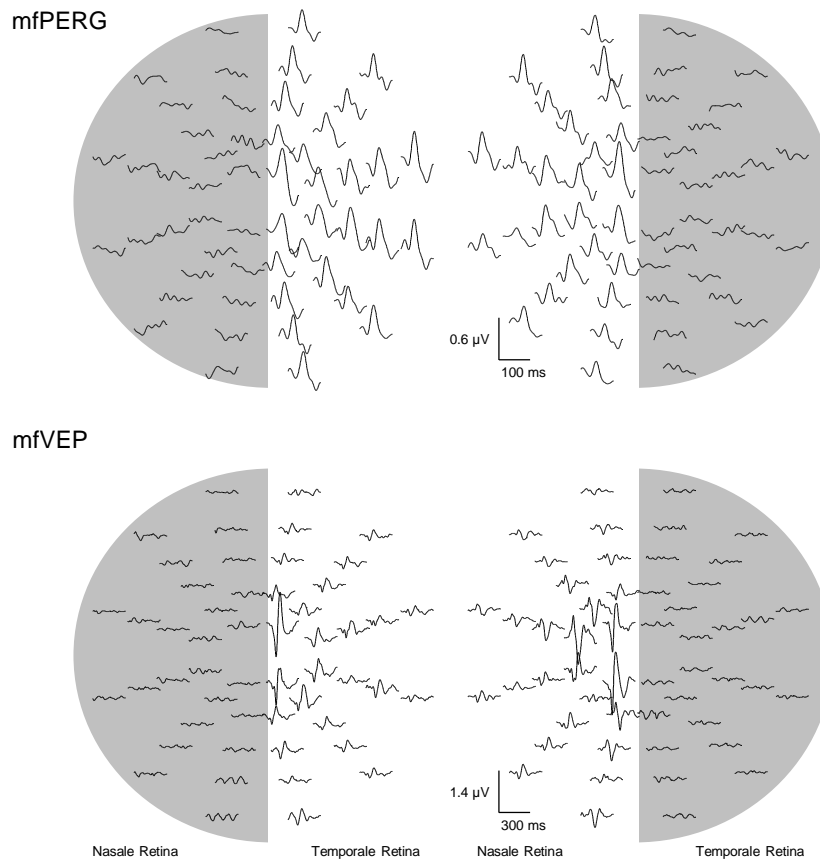 mfPERG
0.6 µV
100 ms
mfVEP
1.4 µV
300 ms
Nasale Retina Temporale Retina Nasale Retina Temporale Retina